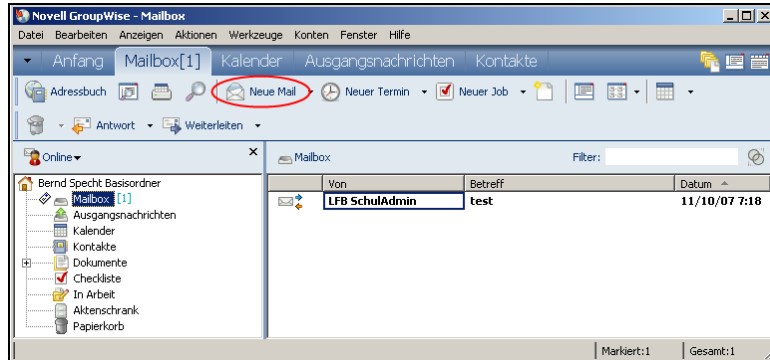 Novell GroupWise - Mailbox
Datei Bearbeiten Anzeigen Aktionen Werkzeuge Konten Fenster Hilfe
Anfang Mailbox[1] Kalender Ausgangsnachrichten Kontakte
Adressbuch Neue Mail Neuer Termin Neuer Job
Antwort Weiterleiten
Online Mailbox Filter:
Bernd Specht Basisordner Von Betreff Datum
Mailbox [1] LFB SchulAdmin test 11/10/07 7:18
Ausgangsnachrichten
Kalender
Kontakte
Dokumente
Checkliste
In Arbeit
Aktenschrank
Papierkorb
Markiert:1 Gesamt:1